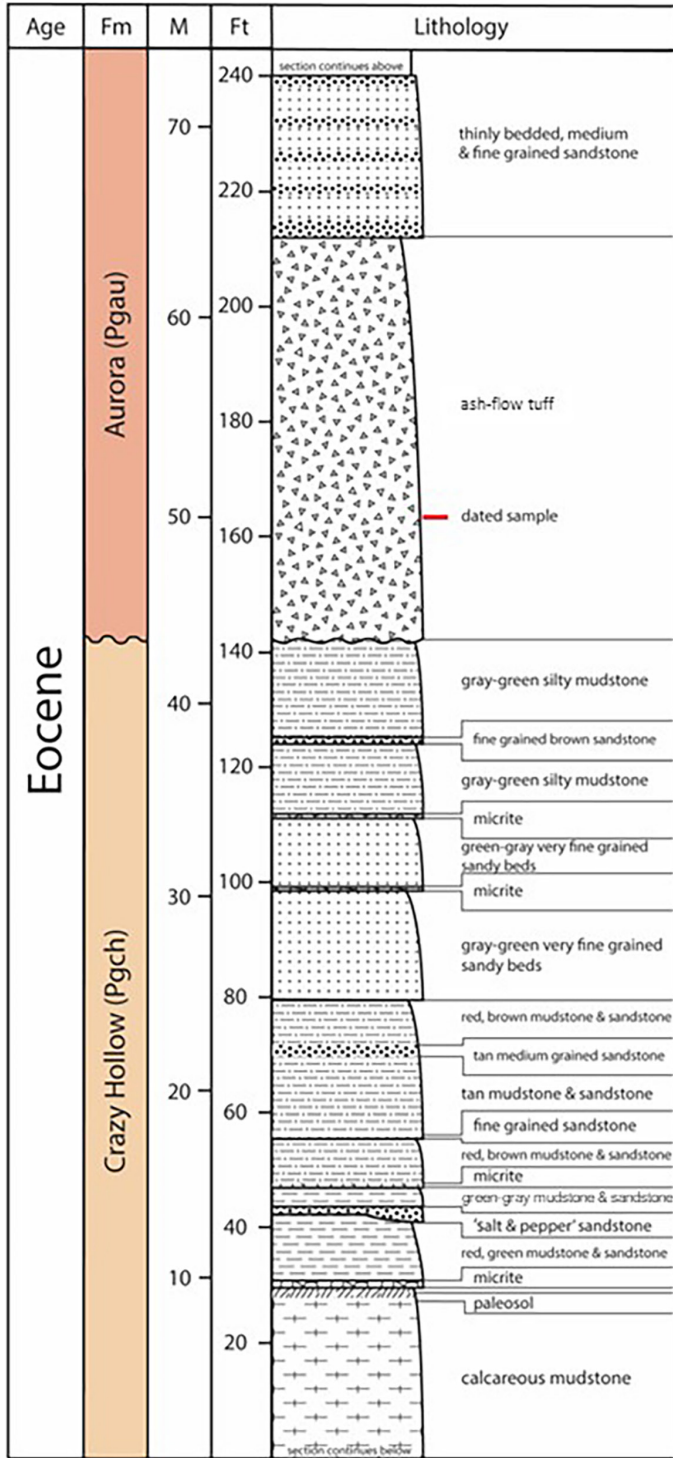 Age Fm M Ft Lithology
section continues above
240
70
thinly bedded, medium
& fine grained sandstone
220
200
60
Aurora (Pgau)
ash-flow tuff
180
50
dated sample
160
140
gray-green silty mudstone
40
fine grained brown sandstone
Eocene
120
gray-green silty mudstone
micrite
green-gray very fine grained
sandy beds
100
micrite
30
gray-green very fine grained
sandy beds
80
red, brown mudstone & sandstone
tan medium grained sandstone
Crazy Hollow (Pgch)
20
tan mudstone & sandstone
60
fine grained sandstone
red, brown mudstone & sandstone
micrite
green-gray mudstone & sandstone
40
'salt & pepper' sandstone
red, green mudstone & sandstone
10
micrite
paleosol
20
calcareous mudstone
section continues below